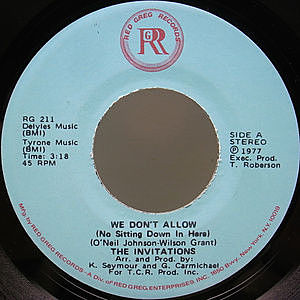 RED GREG RECORDS
RGR
RG 211
Delyles Music
(BMI)
Tyrone Music
(BMI)
Time: 3:18
45 RPM
SIDE A
STEREO
℗ 1977
Exec. Prod.
T. Roberson
WE DON'T ALLOW
(No Sitting Down In Here)
(O'Neil Johnson-Wilson Grant)
THE INVITATIONS
Arr. and Prod. by:
K. Seymour and G. Carmichael
For T.C.R. Prod. Inc.
MFG. by RED GREG RECORDS - A Div. of RED GREG ENTERPRISES, INC. 1650 Bwy. New York, N.Y. 10019